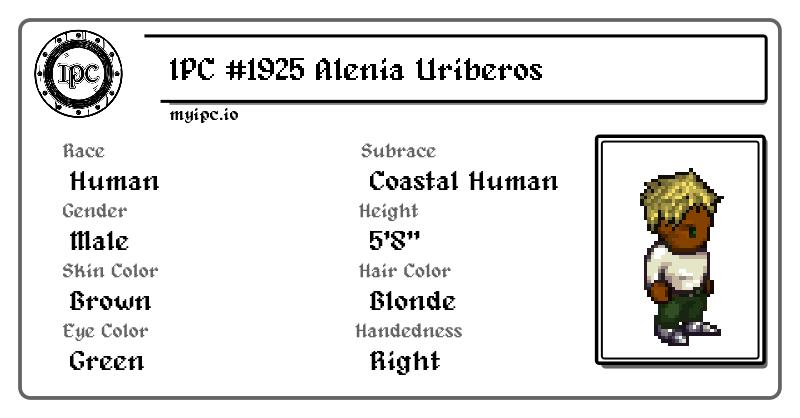 IPC
IPC #1925 Alenia Uriberos
myipc.io
Race
Human
Subrace
Coastal Human
Gender
Male
Height
5'8"
Skin Color
Brown
Hair Color
Blonde
Eye Color
Green
Handedness
Right